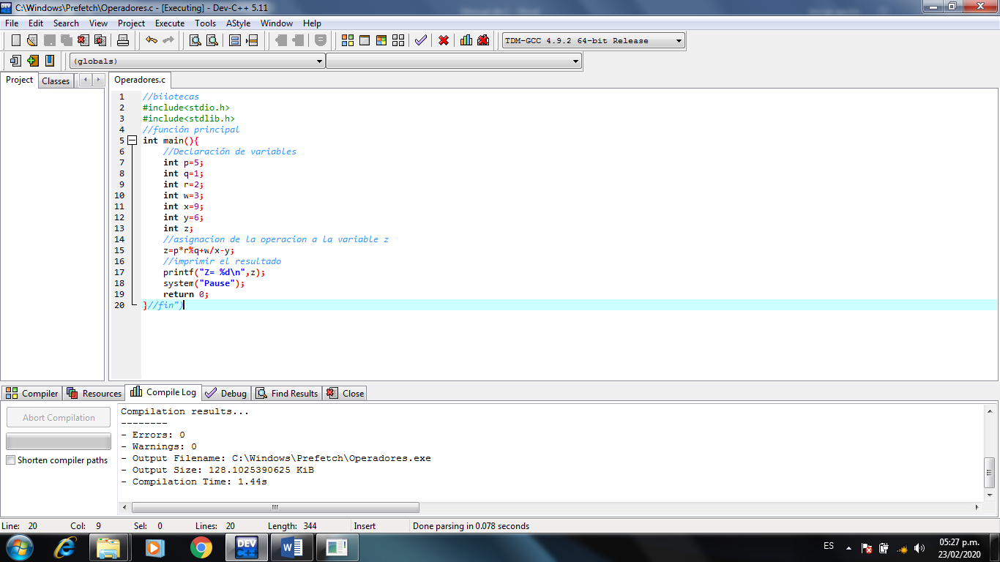 C:\Windows\Prefetch\Operadores.c - [Executing] - Dev-C++ 5.11
File Edit Search View Project Execute Tools AStyle Window Help
TDM-GCC 4.9.2 64-bit Release
(globals)
Project Classes
Operadores.c
1 //biiotecas
2 #include<stdio.h>
3 #include<stdlib.h>
4 //función principal
5 int main(){
6 //Declaración de variables
7 int p=5;
8 int q=1;
9 int r=2;
10 int w=3;
11 int x=9;
12 int y=6;
13 int z;
14 //asignacion de la operacion a la variable z
15 z=p*r%q+w/x-y;
16 //imprimir el resultado
17 printf("Z= %d\n",z);
18 system("Pause");
19 return 0;
20 }//fin")
Compiler Resources Compile Log Debug Find Results Close
Abort Compilation
Shorten compiler paths
Compilation results...
--------
- Errors: 0
- Warnings: 0
- Output Filename: C:\Windows\Prefetch\Operadores.exe
- Output Size: 128.1025390625 KiB
- Compilation Time: 1.44s
Line: 20 Col: 9 Sel: 0 Lines: 20 Length: 344 Insert Done parsing in 0.078 seconds
DEV C++
W
ES
05:27 p.m.
23/02/2020